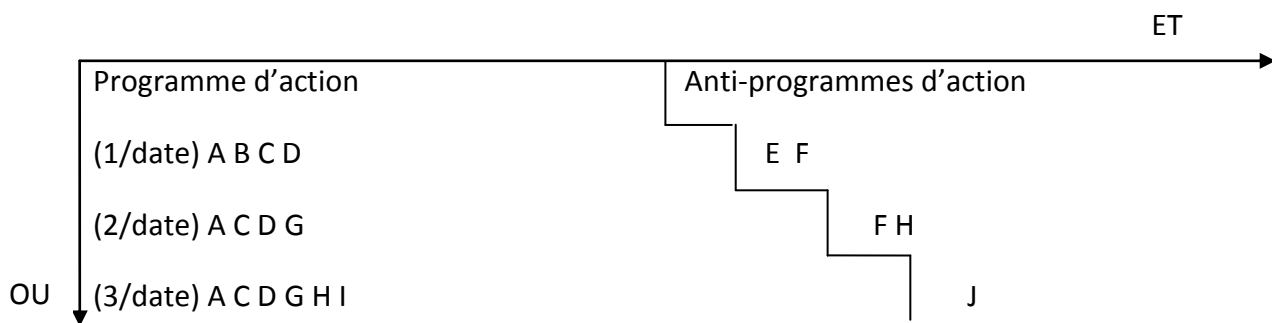 ET
Programme d’action Anti-programmes d’action
(1/date) A B C D E F
(2/date) A C D G F H
OU (3/date) A C D G H I J